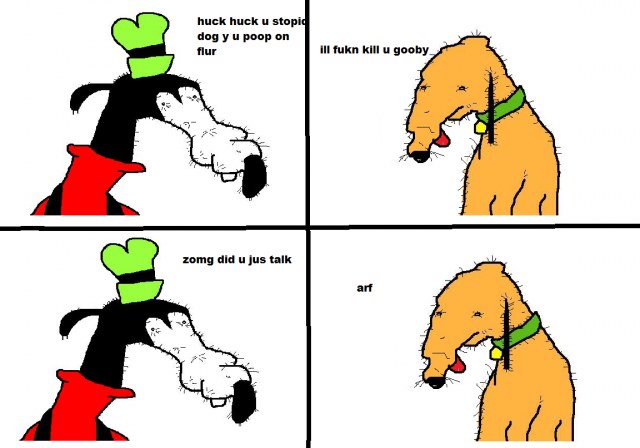 huck huck u stopid
dog y u poop on
flur
ill fukn kill u gooby
zomg did u jus talk
arf